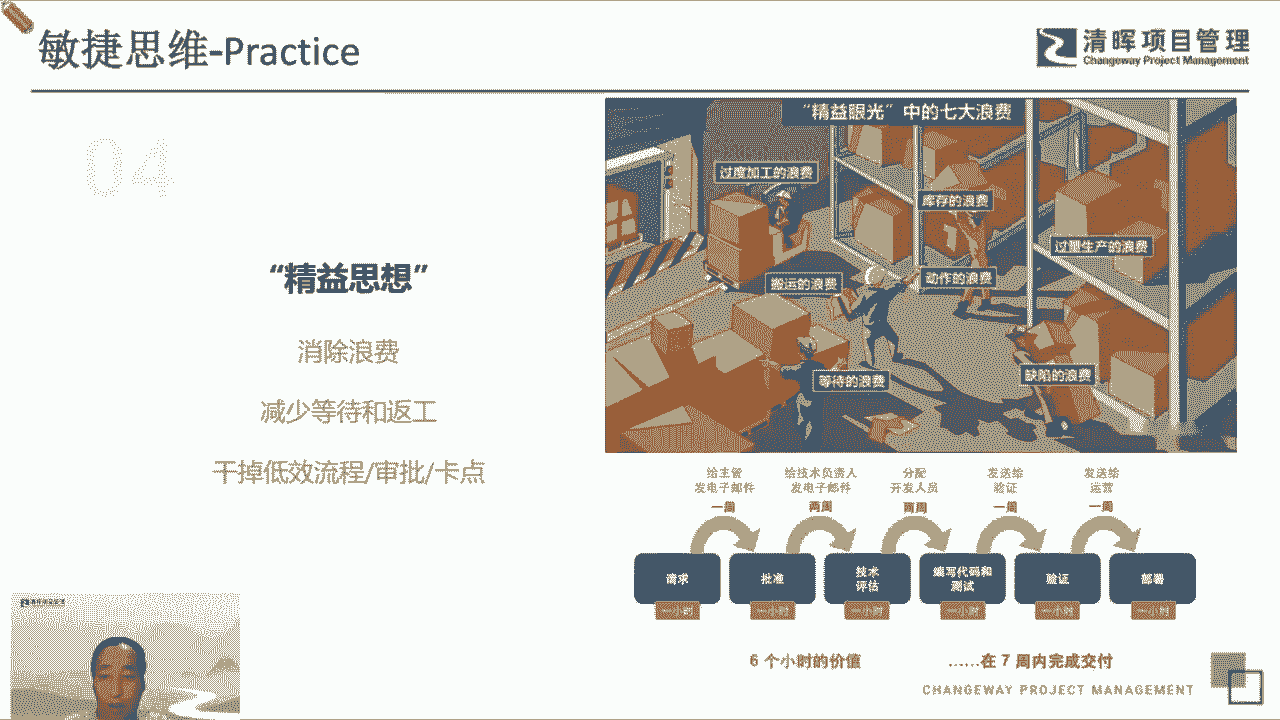 敏捷思维-Practice
清晖项目管理
Changeway Project Management
04
“精益思想”
消除浪费
减少等待和返工
干掉低效流程/审批/卡点
“精益眼光”中的七大浪费
过度加工的浪费
库存的浪费
过量生产的浪费
搬运的浪费
动作的浪费
等待的浪费
缺陷的浪费
给主管
发电子邮件
一周
给技术负责人
发电子邮件
两周
分配
开发人员
两周
发送给
验证
一周
发送给
运营
一周
请求
批准
技术
评估
编写代码和
测试
验证
部署
一小时
一小时
一小时
一小时
一小时
一小时
6 个小时的价值
……在 7 周内完成交付
CHANGEWAY PROJECT MANAGEMENT